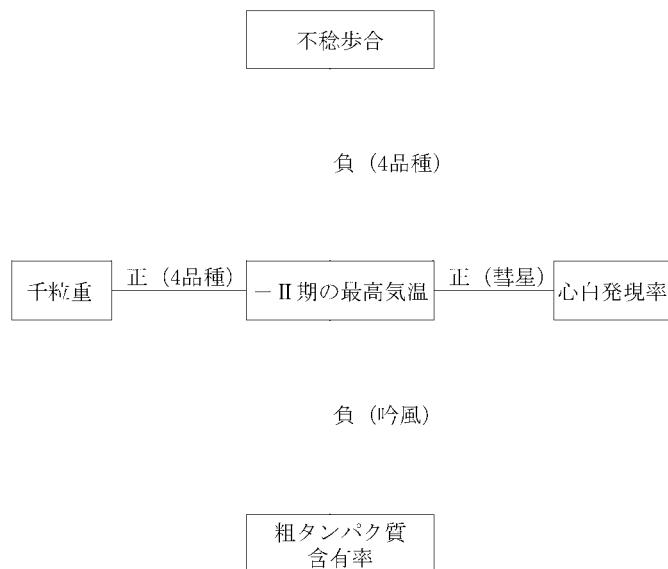 不稔歩合
負（4品種）
千粒重
正（4品種）
－Ⅱ期の最高気温
正（彗星）
心白発現率
負（吟風）
粗タンパク質
含有率